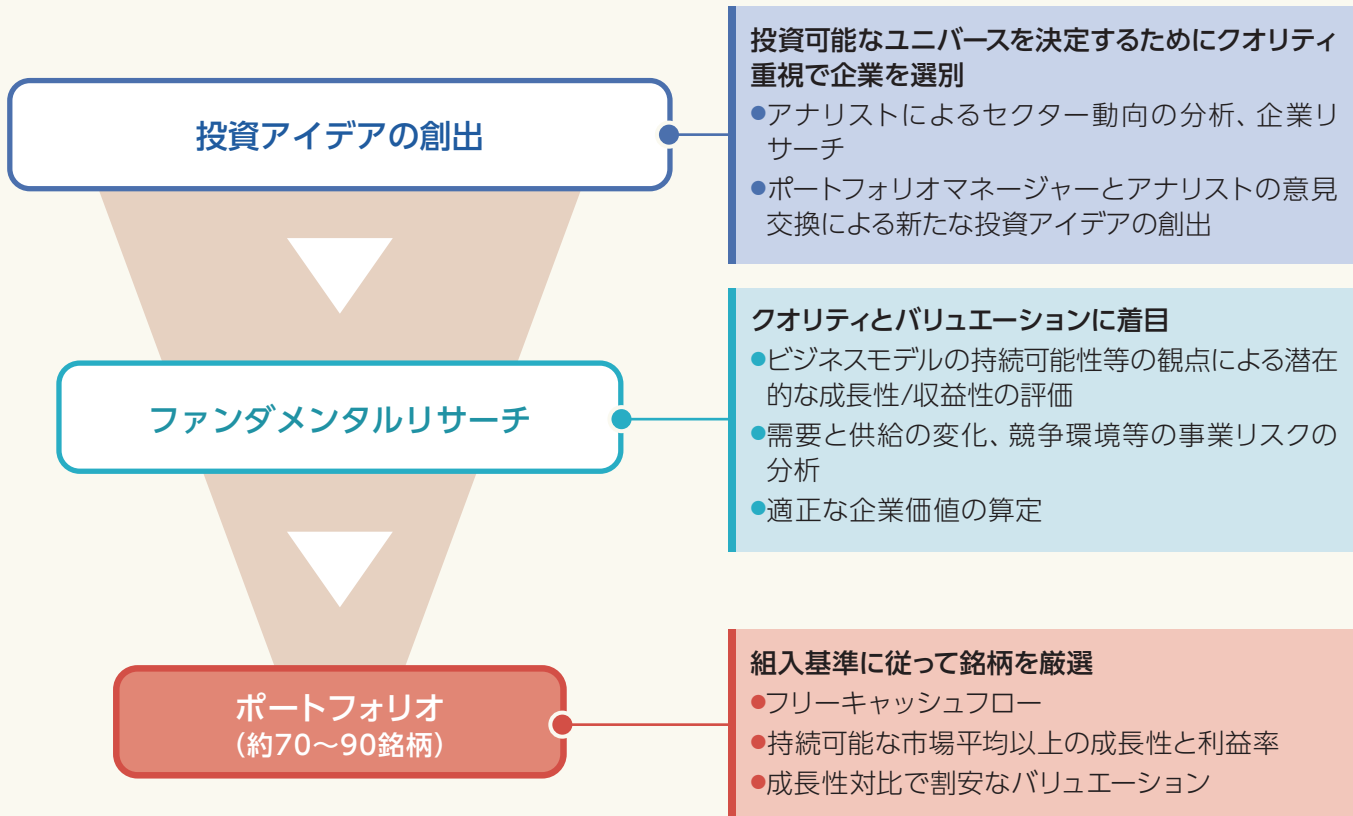 投資アイデアの創出
投資可能なユニバースを決定するためにクオリティ
重視で企業を選別
●アナリストによるセクター動向の分析、企業リ
サーチ
●ポートフォリオマネージャーとアナリストの意見
交換による新たな投資アイデアの創出
ファンダメンタルリサーチ
クオリティとバリュエーションに着目
●ビジネスモデルの持続可能性等の観点による潜在
的な成長性/収益性の評価
●需要と供給の変化、競争環境等の事業リスクの
分析
●適正な企業価値の算定
ポートフォリオ
(約70～90銘柄)
組入基準に従って銘柄を厳選
●フリーキャッシュフロー
●持続可能な市場平均以上の成長性と利益率
●成長性対比で割安なバリュエーション